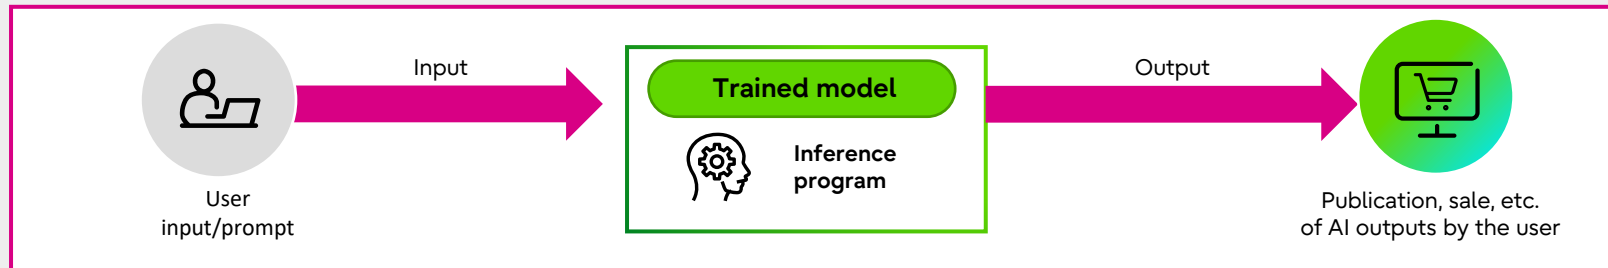 User
input/prompt
Input
Trained model
Inference
program
Output
Publication, sale, etc.
of AI outputs by the user